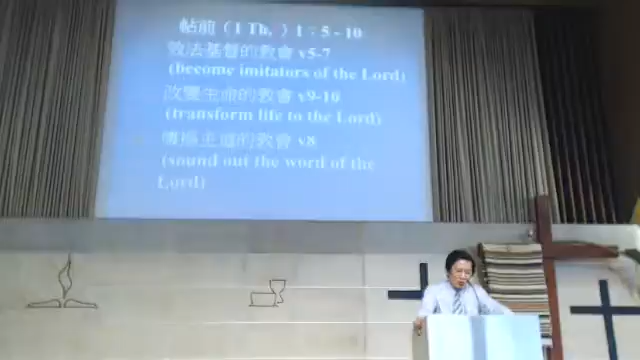 帖前（1 Th. ）1：5 - 10
效法基督的教會 v5-7
(become imitators of the Lord)
改變生命的教會 v9-10
(transform life to the Lord)
傳揚主道的教會 v8
(sound out the word of the
Lord)